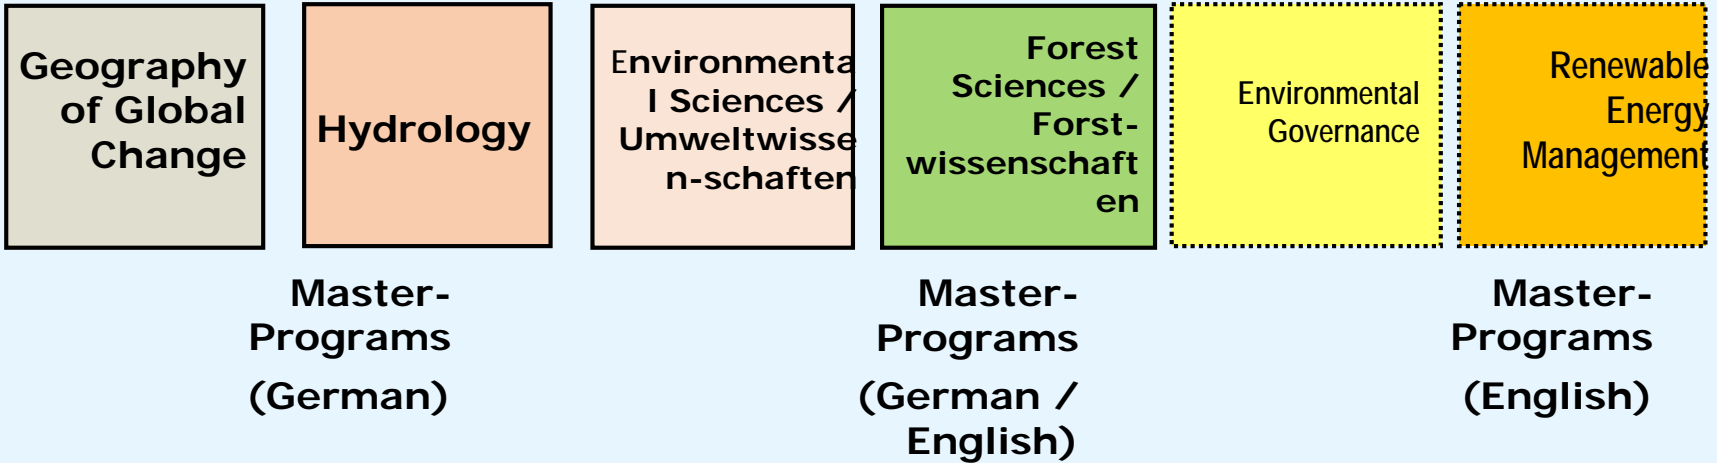 Geography
of Global
Change
Hydrology
Environmenta
l Sciences /
Umweltwisse
n-schaften
Forest
Sciences /
Forst-
wissenschaft
en
Environmental
Governance
Renewable
Energy
Management
Master-
Programs
(German)
Master-
Programs
(German /
English)
Master-
Programs
(English)